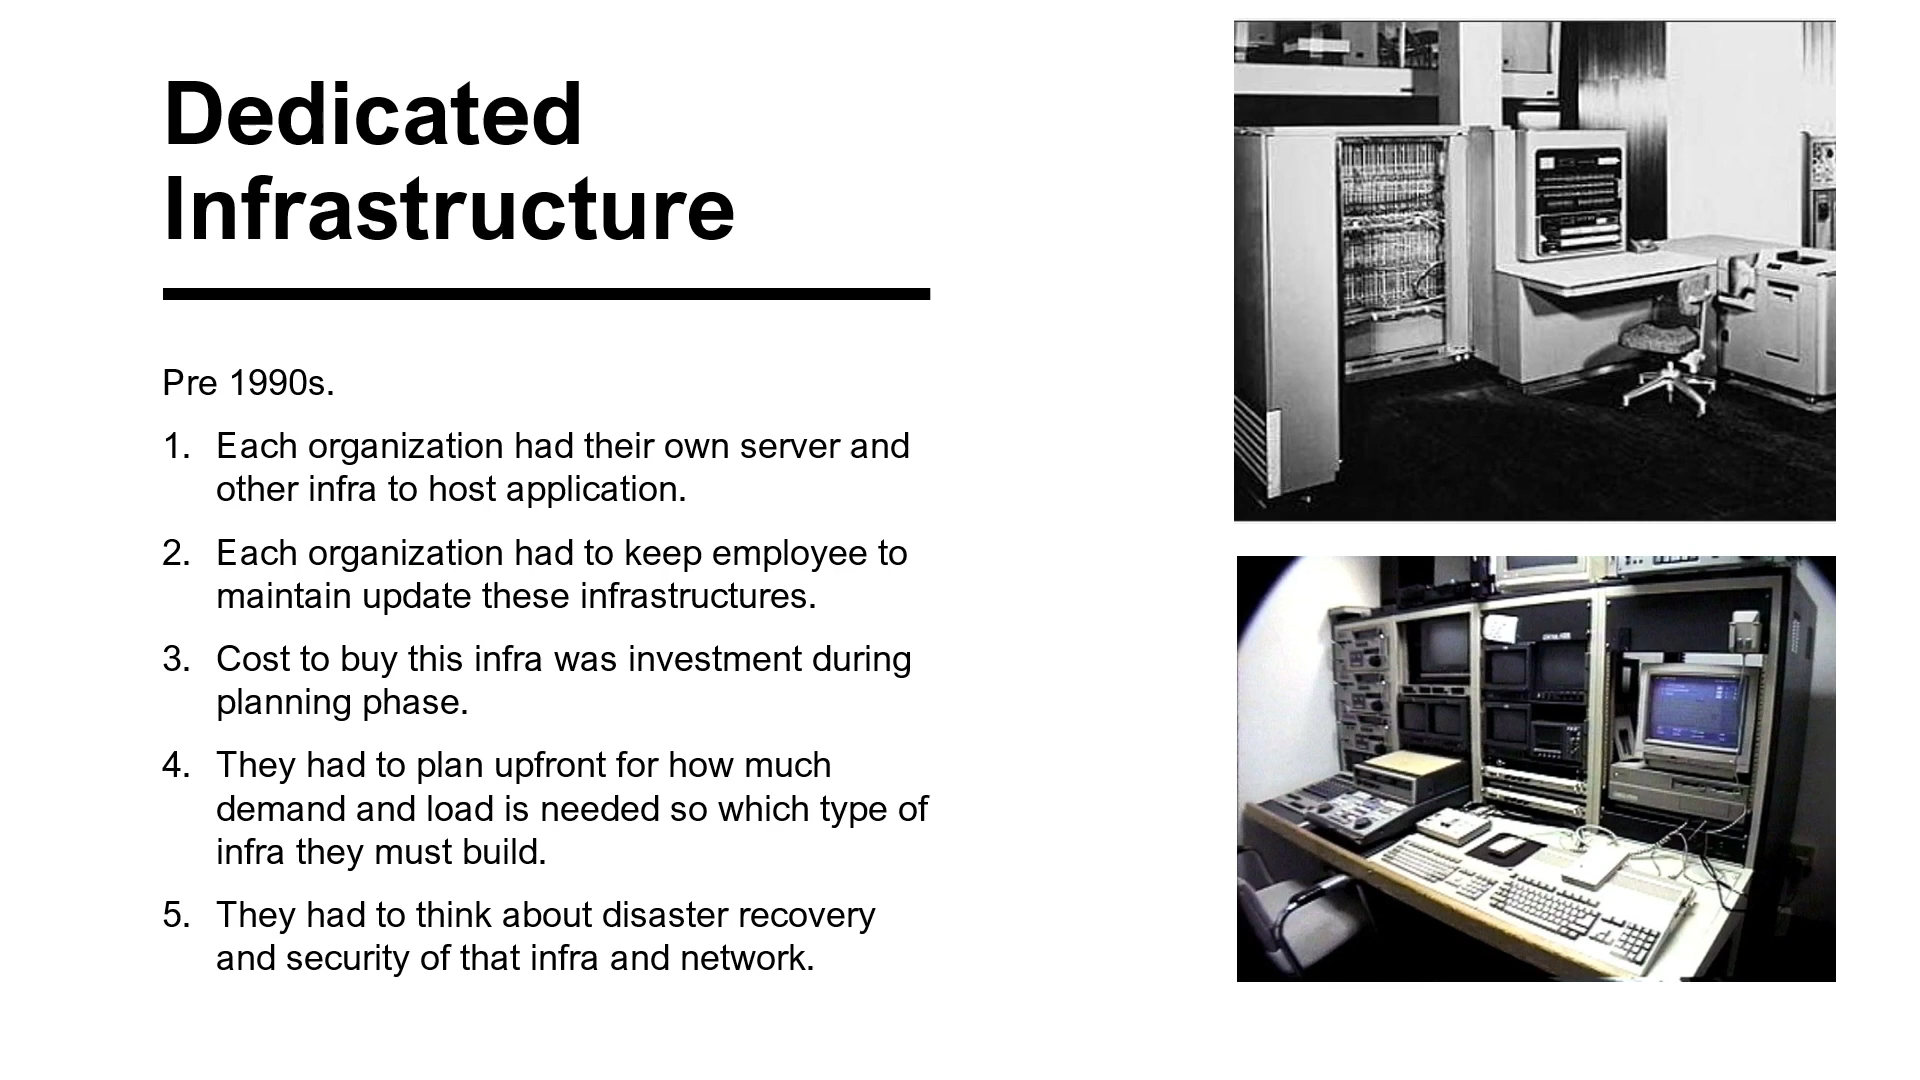 Dedicated
Infrastructure
Pre 1990s.
1. Each organization had their own server and
other infra to host application.
2. Each organization had to keep employee to
maintain update these infrastructures.
3. Cost to buy this infra was investment during
planning phase.
4. They had to plan upfront for how much
demand and load is needed so which type of
infra they must build.
5. They had to think about disaster recovery
and security of that infra and network.